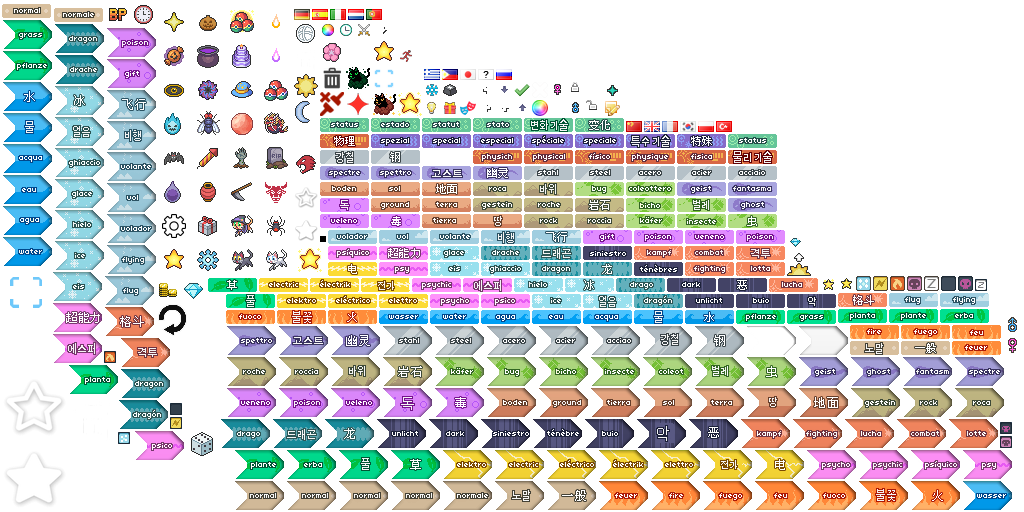 normal normale BP
grass dragon poison
pflanze drache gift
水 冰 飞行
물 얼음 비행
acqua ghiaccio volante
eau glace vol
agua hielo volador
water ice flying
eis flug
超能力 格斗
에스퍼 격투
planta dragon
dragón
psico
?
status estado statut stato 변화기술 变化
物理 spezial special spécial speciale speciale 특수기술 特殊 status
강철 钢 physisch physical físico physique fisica 물리기술
spectre spettro 고스트 幽灵 stahl steel acero acier acciaio
boden sol 地面 roca 바위 bug coleottero geist fantasma
독 ground terra gestein roche 岩石 bicho 벌레 ghost
veleno 毒 tierra 땅 rock roccia käfer insecte 虫
volador vol volante 비행 飞行 gift poison veneno poison
psíquico 超能力 glace drache 드래곤 siniestro kampf combat 격투
电 psy eis ghiaccio dragon 龙 ténèbres fighting lotta
草 electric électrik 전기 psychic 에스퍼 hielo 冰 drago dark 恶 lucha
풀 elektro eléctrico elettro psycho psico ice 얼음 dragón unlicht buio 악 格斗 flug flying
fuoco 불꽃 火 wasser water agua eau acqua 물 水 pflanze grass planta plante erba
fire fuego feu
노말 一般 feuer
spettro 고스트 幽灵 stahl steel acero acier acciaio 강철 钢
roche roccia 바위 岩石 käfer bug bicho insecte coleot 벌레 虫 geist ghost fantasm spectre
veneno poison veleno 독 毒 boden ground tierra sol terra 땅 地面 gestein rock roca
drago 드래곤 龙 unlicht dark siniestro ténèbre buio 악 恶 kampf fighting lucha combat lotte
plante erba 풀 草 elektro electric eléctric électrik elettro 전기 电 psycho psychic psíquico psy
normal normal normal normal normale 노말 一般 feuer fire fuego feu fuoco 불꽃 火 wasser